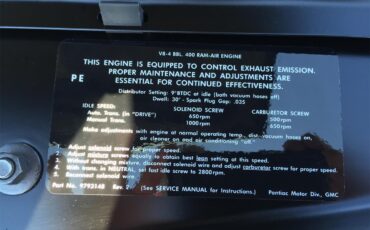 V8-4 BBL. 400 RAM-AIR ENGINE
THIS ENGINE IS EQUIPPED TO CONTROL EXHAUST EMISSION.
PROPER MAINTENANCE AND ADJUSTMENTS ARE
PE ESSENTIAL FOR CONTINUED EFFECTIVENESS.
Distributor Setting: 9°BTDC at idle (both vacuum hoses off)
Dwell: 30° - Spark Plug Gap: .035
IDLE SPEED: SOLENOID SCREW CARBURETOR SCREW
Auto. Trans. (in "DRIVE") 650rpm 500rpm
Manual Trans. 1000rpm 650rpm
Make adjustments with engine at normal operating temp., dist. vacuum hoses on,
air cleaner on and air conditioning "off."
1. Adjust solenoid screw for proper speed.
2. Adjust mixture screws equally to obtain best lean setting at this speed.
3. Without changing mixture, disconnect solenoid wire and adjust carburetor screw for proper speed.
4. With trans. in NEUTRAL, set fast idle screw to 2800rpm.
5. Reconnect solenoid wire.
Part No. 9792148 Rev. (See SERVICE MANUAL for Instructions.) Pontiac Motor Div., GMC